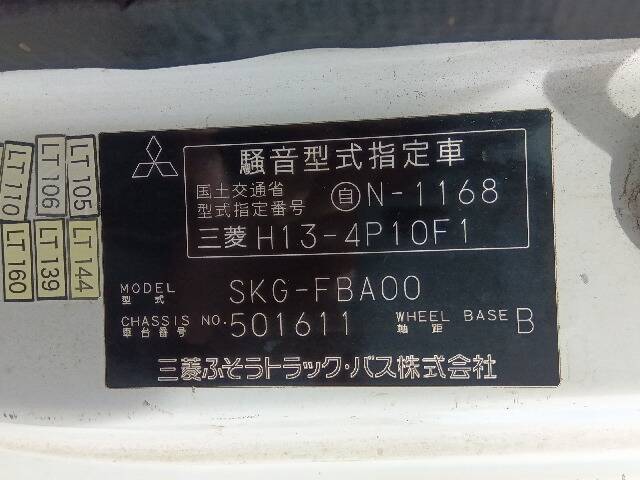 LT 110
LT 106
LT 105
LT 160
LT 139
LT 144
騒音型式指定車
国土交通省
型式指定番号 自N-1168
三菱 H13-4P10F1
MODEL
型式 SKG-FBA00
CHASSIS NO. 501611 WHEEL BASE B
車台番号 軸距
三菱ふそうトラック・バス株式会社